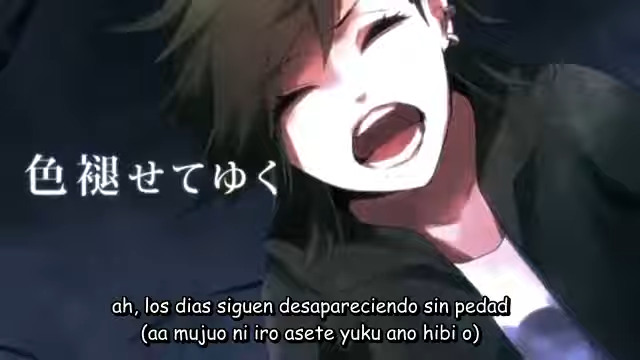 色褪せてゆく
ah, los dias siguen desapareciendo sin pedad
(aa mujuo ni iro asete yuku ano hibi o)